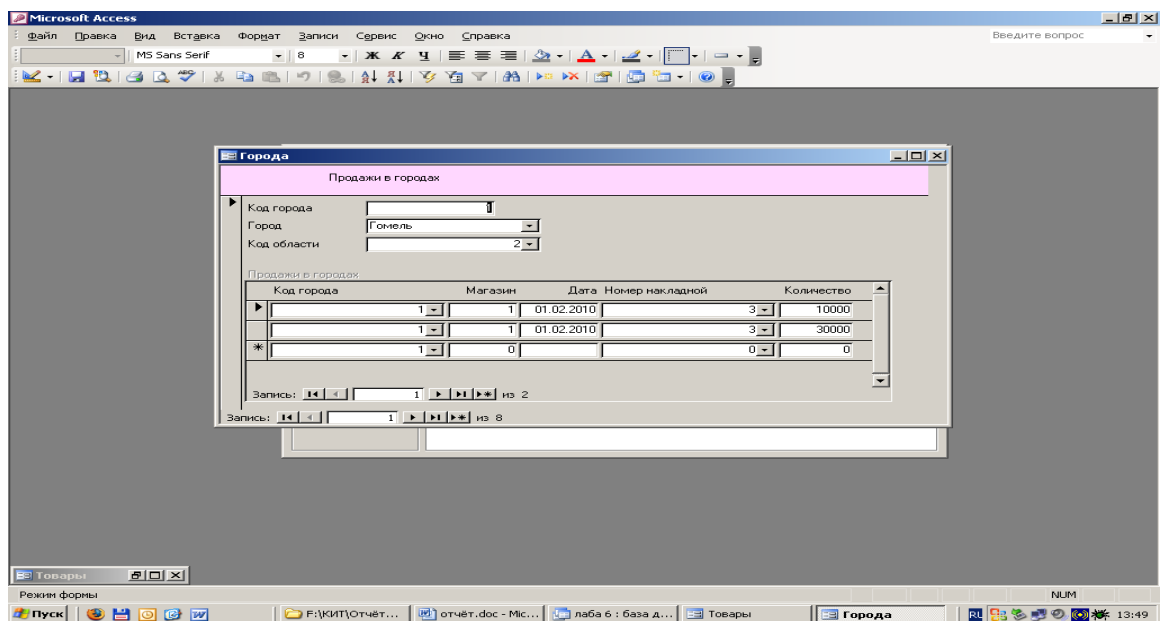 Microsoft Access
Файл Правка Вид Вставка Формат Записи Сервис Окно Справка Введите вопрос
MS Sans Serif 8 Ж К Ч А
Города
Продажи в городах
Код города 1
Город Гомель
Код области 2
Продажи в городах
Код города Магазин Дата Номер накладной Количество
1 1 01.02.2010 3 10000
1 1 01.02.2010 3 30000
1 0 0 0
Запись: 1 из 2
Запись: 1 из 8
Товары
Режим формы NUM
Пуск F:\КИТ\Отчёт... отчёт.doc - Mic... лаба 6 : база д... Товары Города RL 13:49